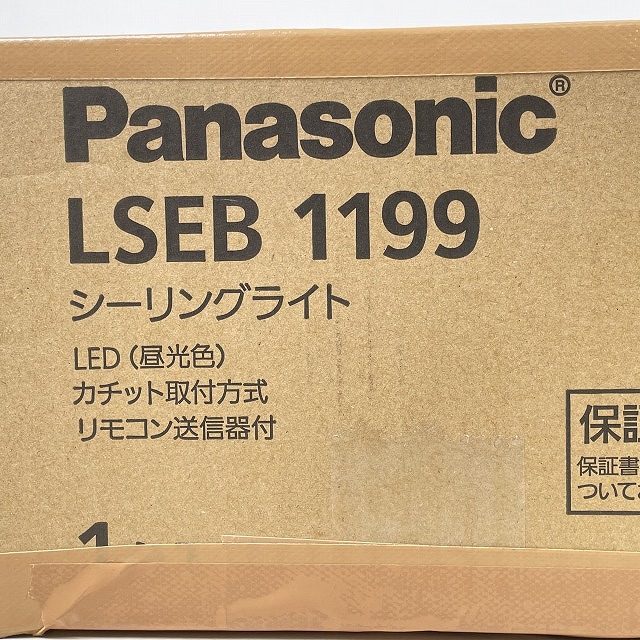 Panasonic®
LSEB 1199
シーリングライト
LED（昼光色）
カチット取付方式
リモコン送信器付
保証
保証書
ついてお
1